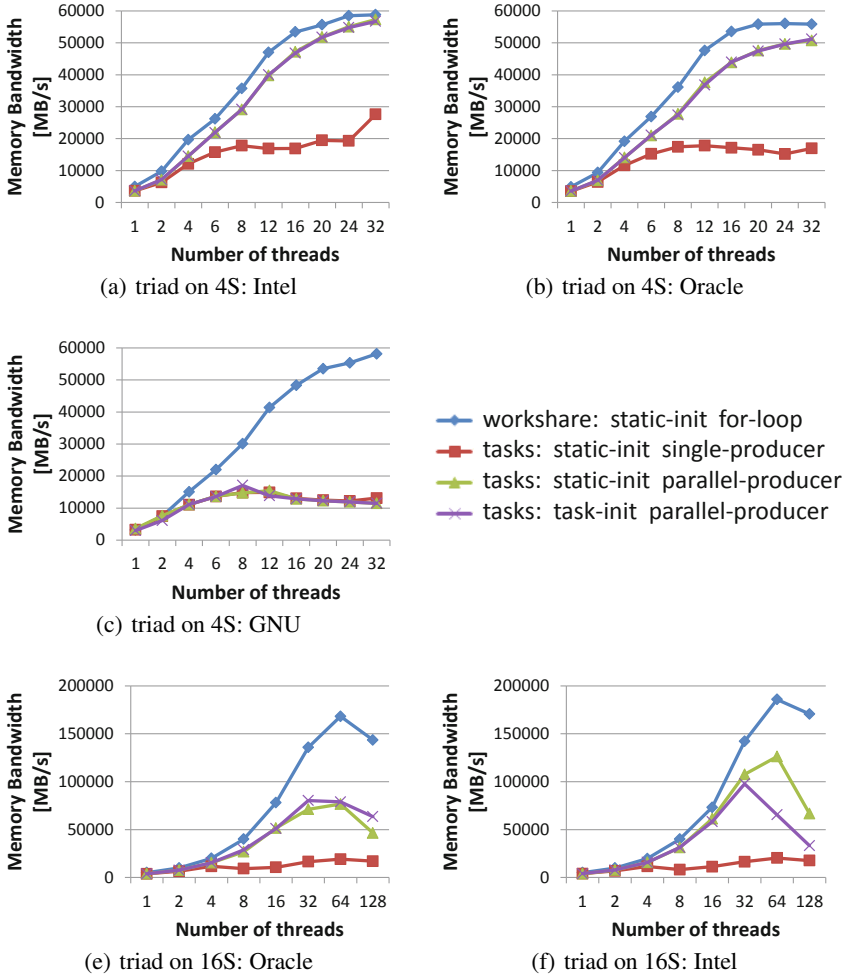 Memory Bandwidth
[MB/s]
60000
50000
40000
30000
20000
10000
0
1 2 4 6 8 12 16 20 24 32
Number of threads
(a) triad on 4S: Intel
Memory Bandwidth
[MB/s]
60000
50000
40000
30000
20000
10000
0
1 2 4 6 8 12 16 20 24 32
Number of threads
(b) triad on 4S: Oracle
Memory Bandwidth
[MB/s]
60000
50000
40000
30000
20000
10000
0
1 2 4 6 8 12 16 20 24 32
Number of threads
(c) triad on 4S: GNU
workshare: static-init for-loop
tasks: static-init single-producer
tasks: static-init parallel-producer
tasks: task-init parallel-producer
Memory Bandwidth
[MB/s]
200000
150000
100000
50000
0
1 2 4 8 16 32 64 128
Number of threads
(e) triad on 16S: Oracle
Memory Bandwidth
[MB/s]
200000
150000
100000
50000
0
1 2 4 8 16 32 64 128
Number of threads
(f) triad on 16S: Intel